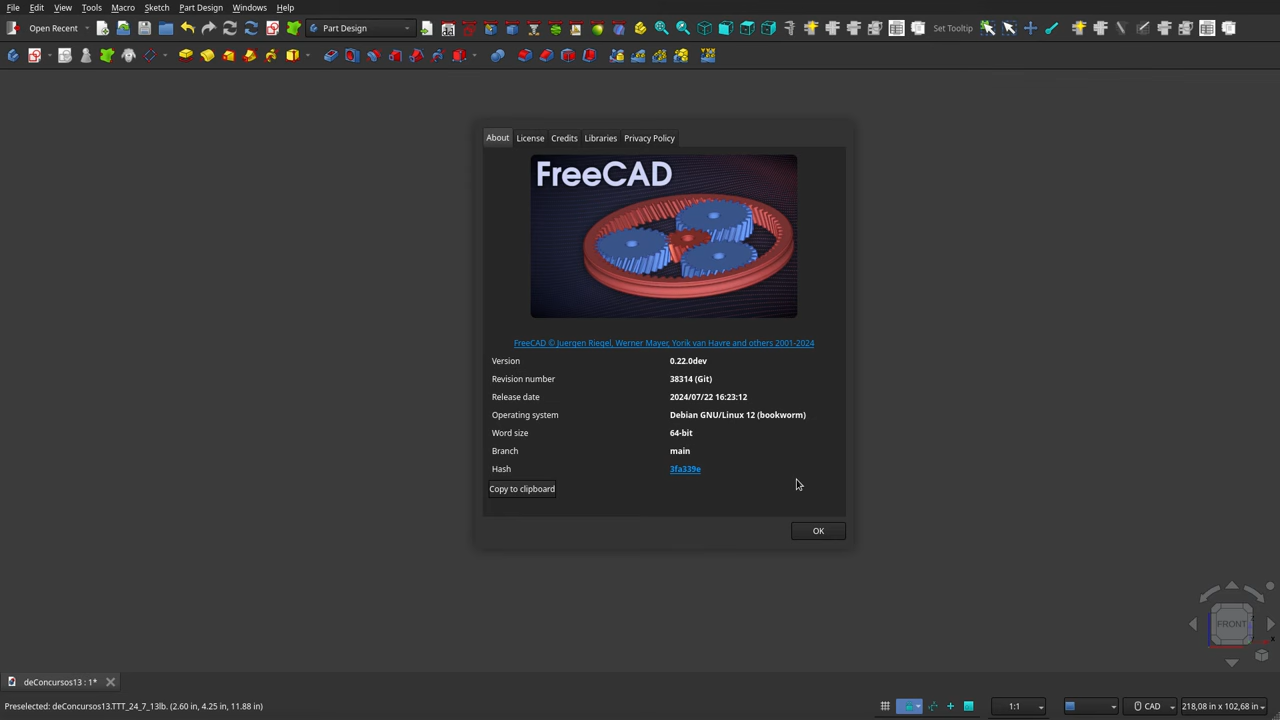 File Edit View Tools Macro Sketch Part Design Windows Help
Open Recent Part Design Set Tooltip
About License Credits Libraries Privacy Policy
FreeCAD
FreeCAD © Juergen Riegel, Werner Mayer, Yorik van Havre and others 2001-2024
Version 0.22.0dev
Revision number 38314 (Git)
Release date 2024/07/22 16:23:12
Operating system Debian GNU/Linux 12 (bookworm)
Word size 64-bit
Branch main
Hash 3fa339e
Copy to clipboard
OK
FRONT
deConcursos13 : 1*
Preselected: deConcursos13.TTT_24_7_13lb. (2.60 in, 4.25 in, 11.88 in) 1:1 CAD 218,08 in x 102,68 in